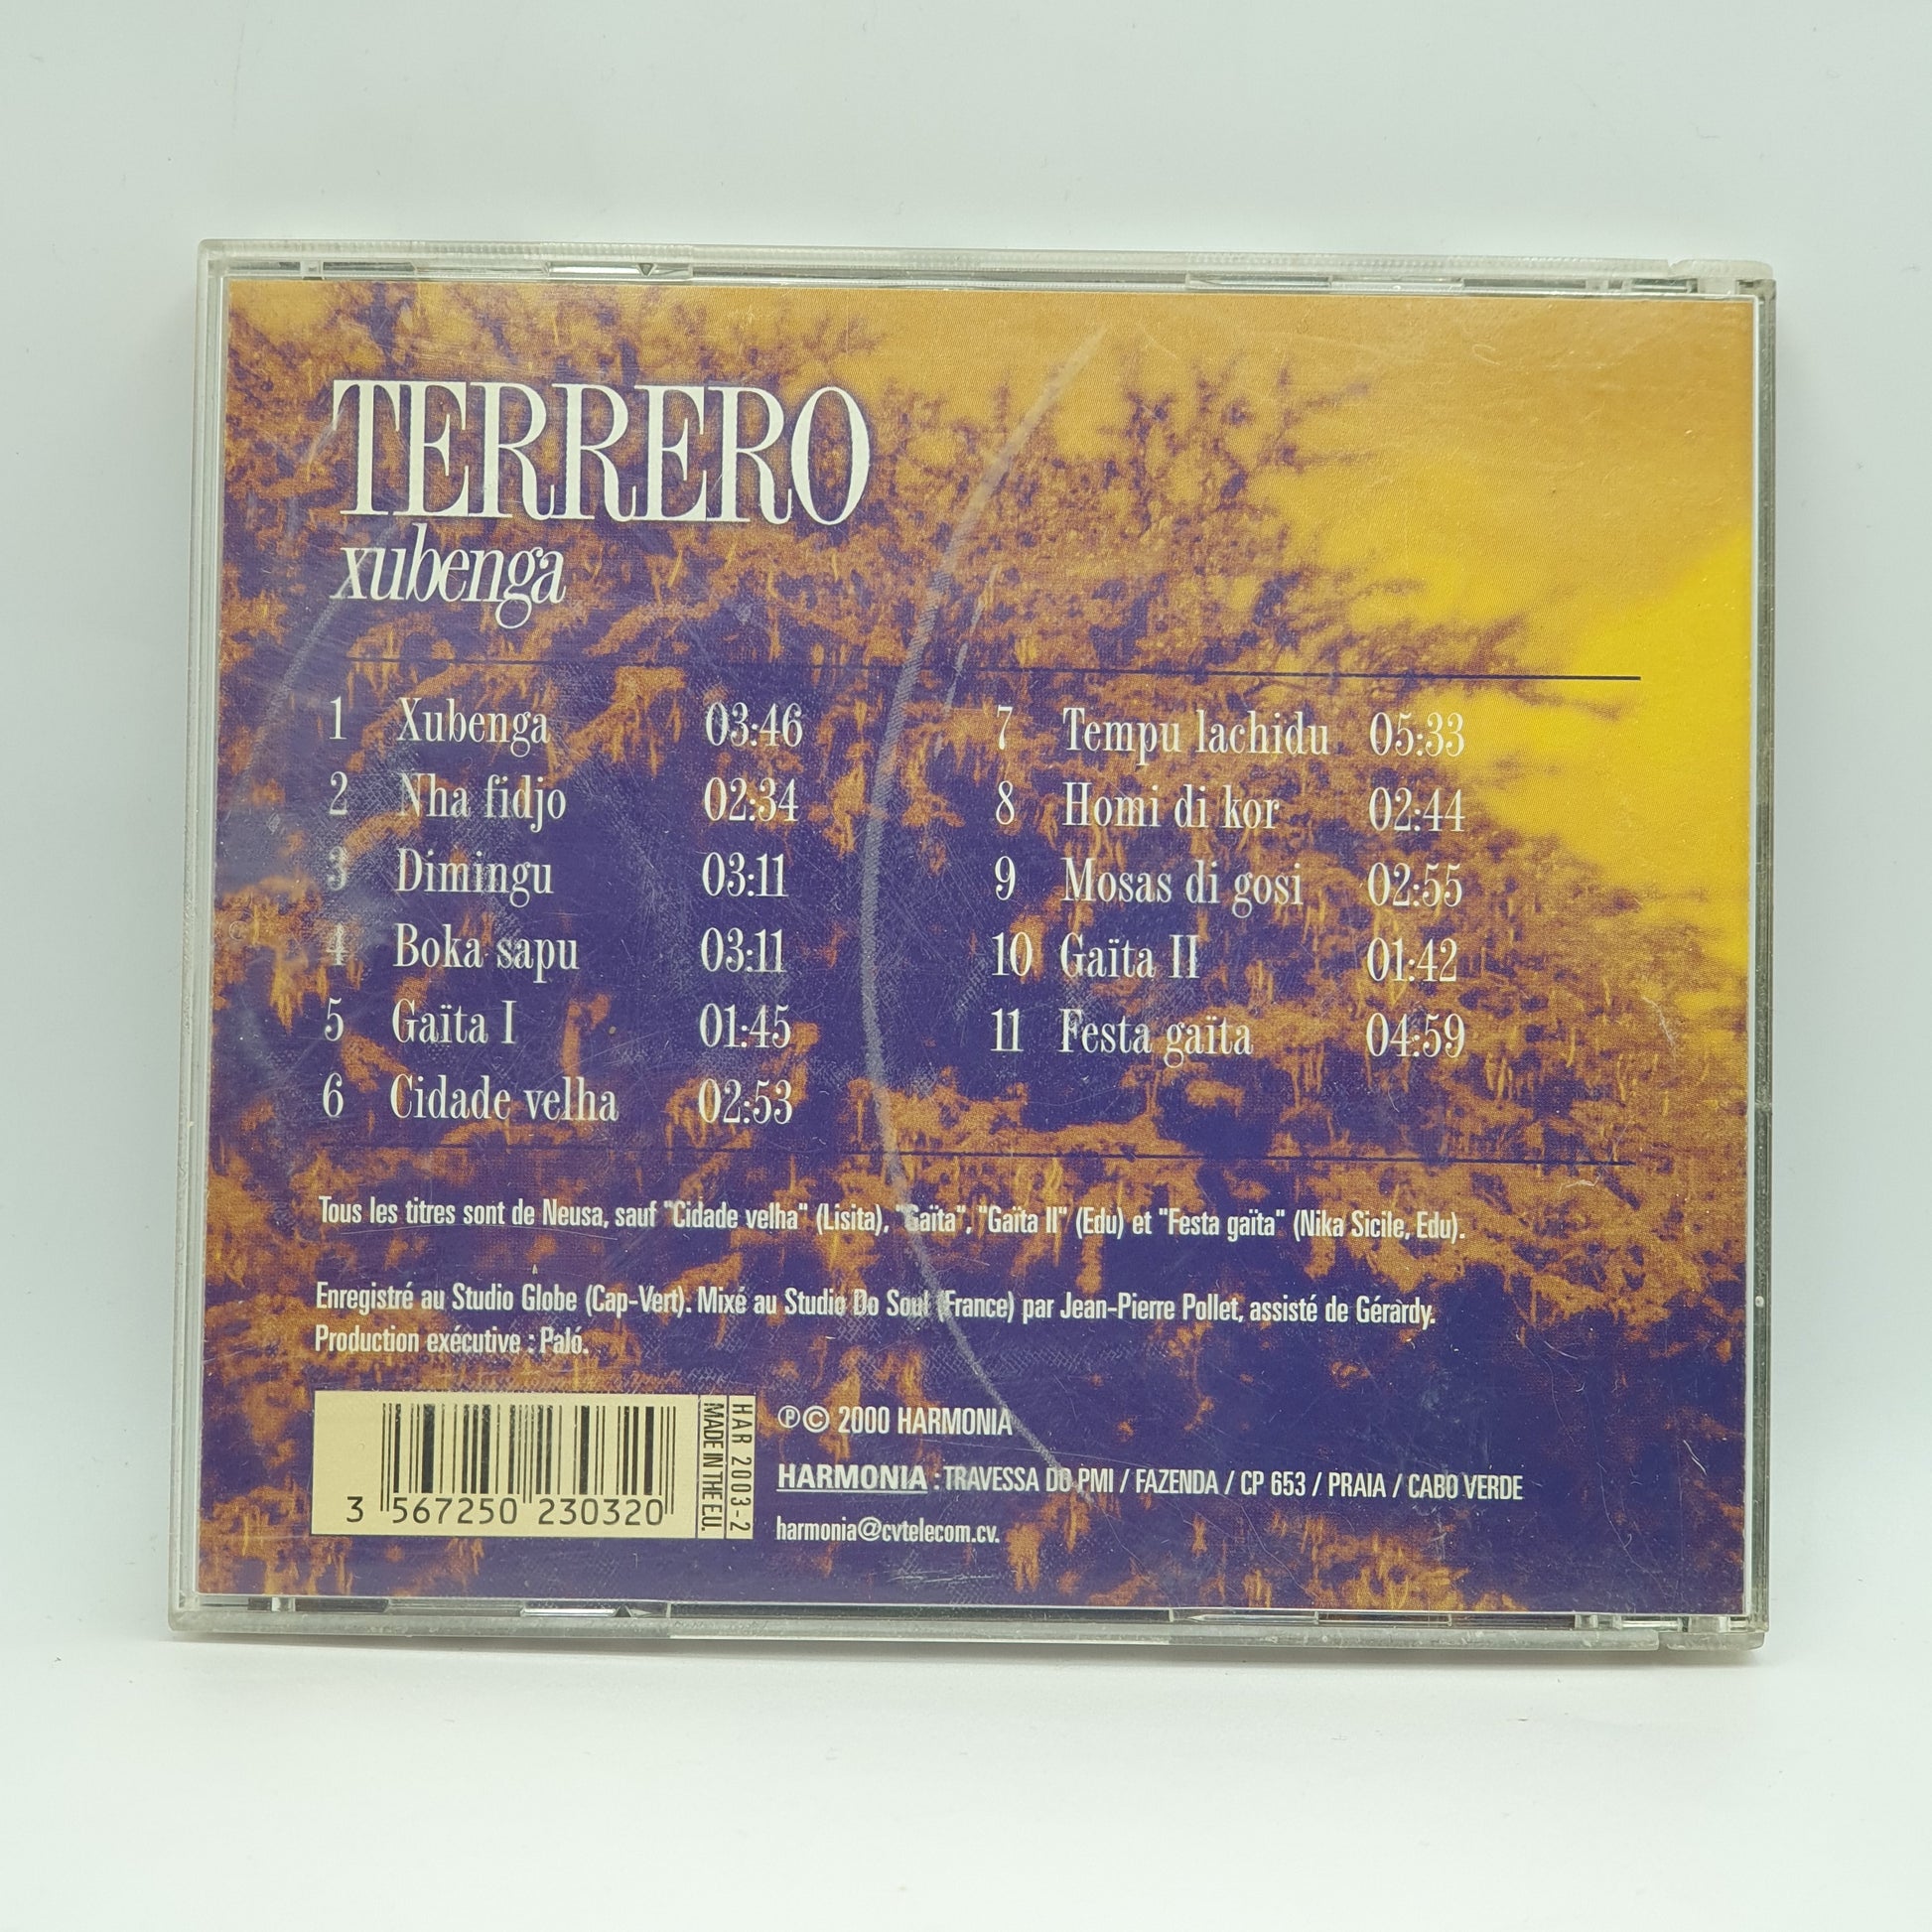 TERRERO
xubenga
1 Xubenga 03:46
2 Nha fidjo 02:34
3 Dimingu 03:11
4 Boka sapu 03:11
5 Gaïta I 01:45
6 Cidade velha 02:53
7 Tempu lachidu 05:33
8 Homi di kor 02:44
9 Mosas di gosi 02:55
10 Gaïta II 01:42
11 Festa gaïta 04:59
Tous les titres sont de Neusa, sauf "Cidade velha" (Lisita), "Gaïta", "Gaïta II" (Edu) et "Festa gaïta" (Nika Sicile, Edu).
Enregistré au Studio Globe (Cap-Vert). Mixé au Studio Do Soul (France) par Jean-Pierre Pollet, assisté de Gérardy.
Production exécutive : Paló.
3 567250 230320
HAR 2003-2
MADE IN THE E.U.
℗© 2000 HARMONIA
HARMONIA : TRAVESSA DO PMI / FAZENDA / CP 653 / PRAIA / CABO VERDE
harmonia@cvtelecom.cv.